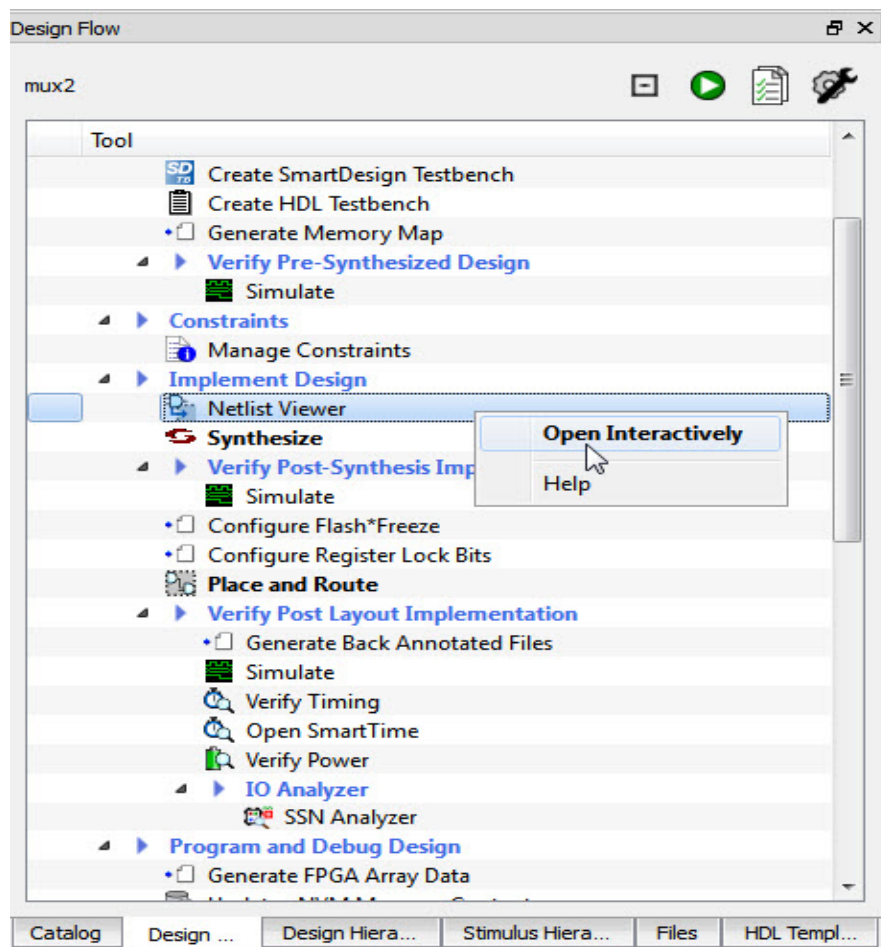 Design Flow
mux2
Tool
Create SmartDesign Testbench
Create HDL Testbench
Generate Memory Map
Verify Pre-Synthesized Design
Simulate
Constraints
Manage Constraints
Implement Design
Netlist Viewer
Open Interactively
Synthesize
Verify Post-Synthesis Imp
Help
Simulate
Configure Flash*Freeze
Configure Register Lock Bits
Place and Route
Verify Post Layout Implementation
Generate Back Annotated Files
Simulate
Verify Timing
Open SmartTime
Verify Power
IO Analyzer
SSN Analyzer
Program and Debug Design
Generate FPGA Array Data
Catalog Design ... Design Hiera... Stimulus Hiera... Files HDL Templ...